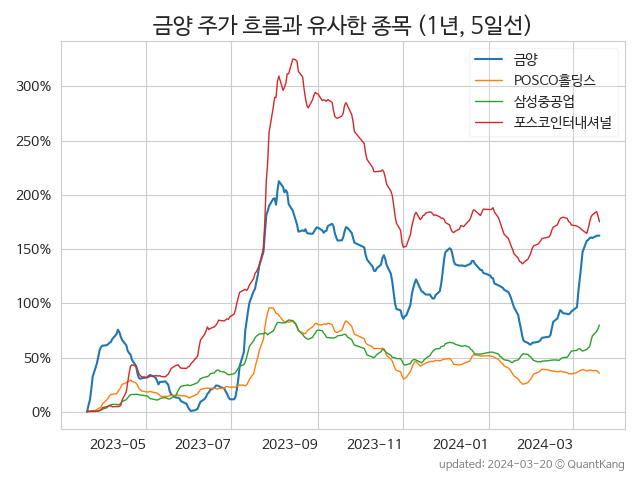 금양 주가 흐름과 유사한 종목 (1년, 5일선)
금양
POSCO홀딩스
삼성중공업
포스코인터내셔널
300%
250%
200%
150%
100%
50%
0%
2023-05 2023-07 2023-09 2023-11 2024-01 2024-03
updated: 2024-03-20 © QuantKang